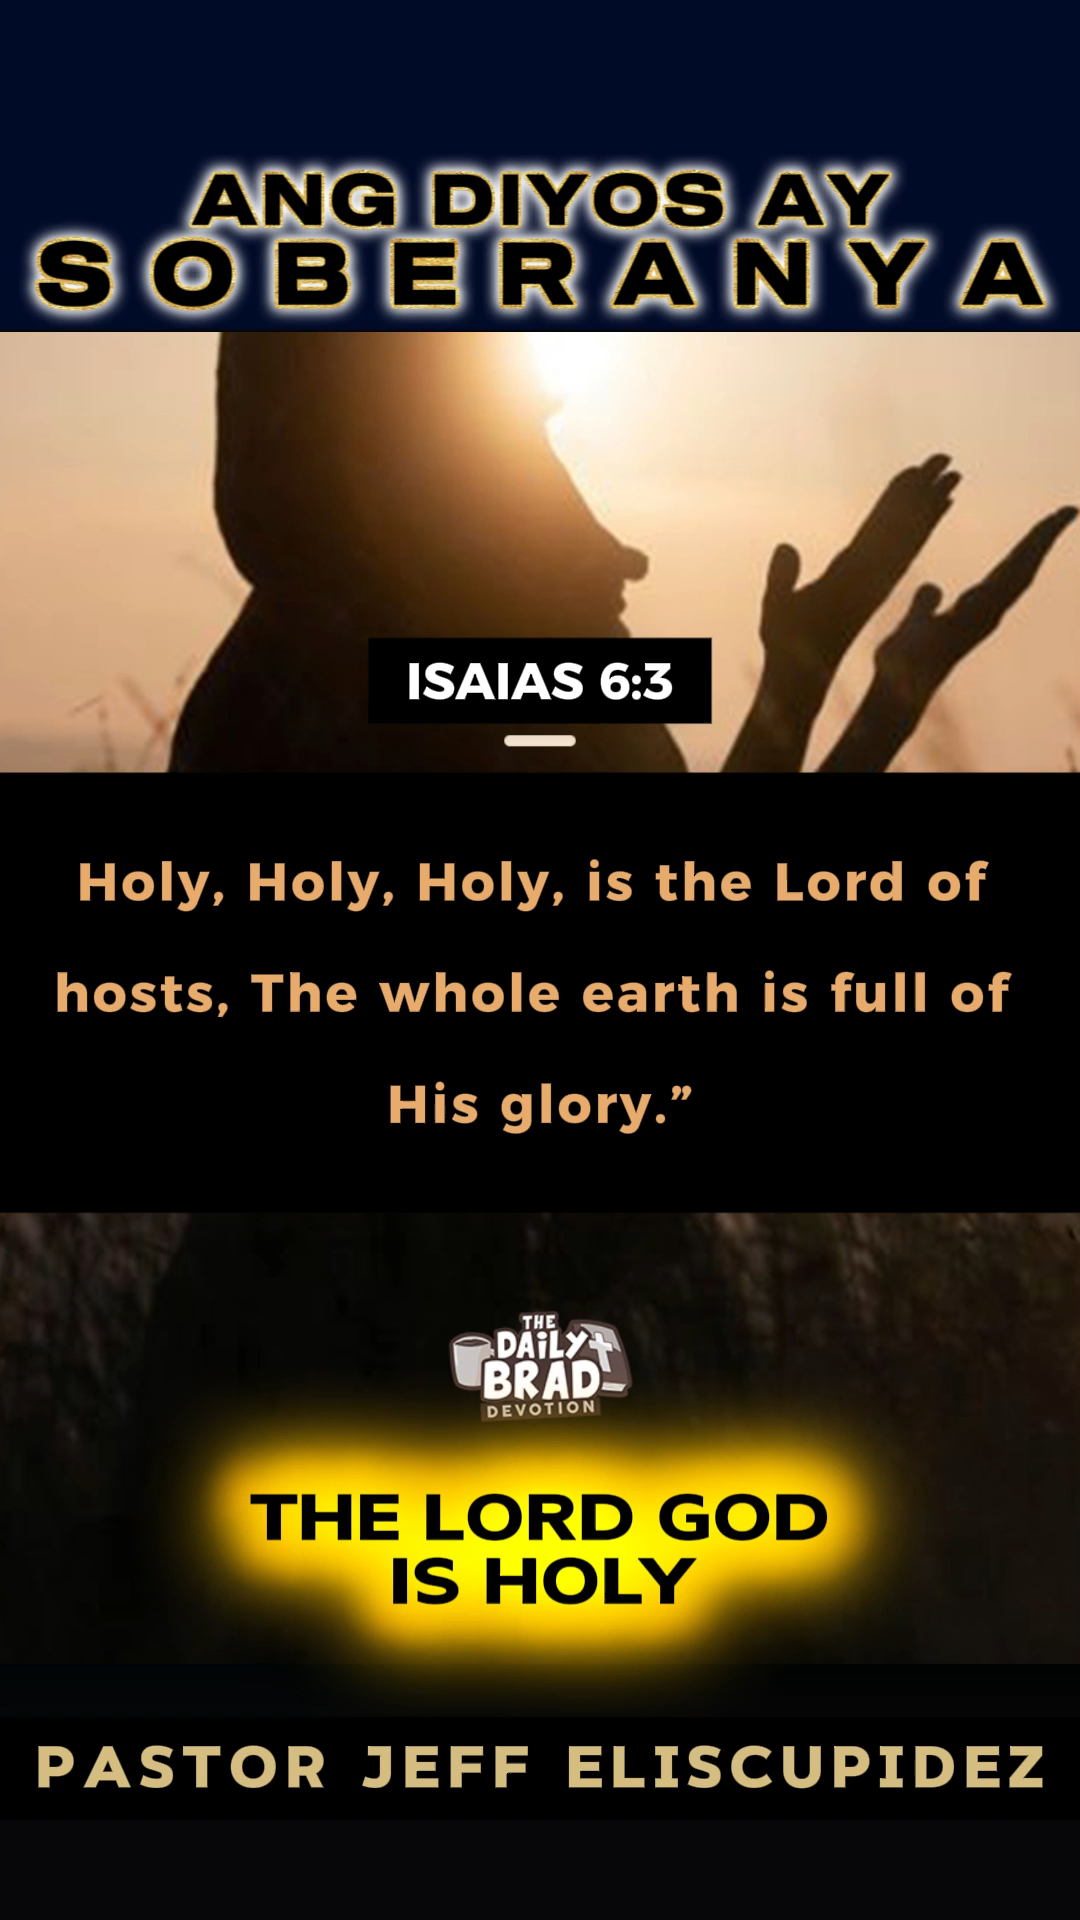 ANG DIYOS AY
SOBERANYA
ISAIAS 6:3
Holy, Holy, Holy, is the Lord of
hosts, The whole earth is full of
His glory.”
THE
DAiLY
BRAD
DEVOTION
THE LORD GOD
IS HOLY
PASTOR JEFF ELISCUPIDEZ